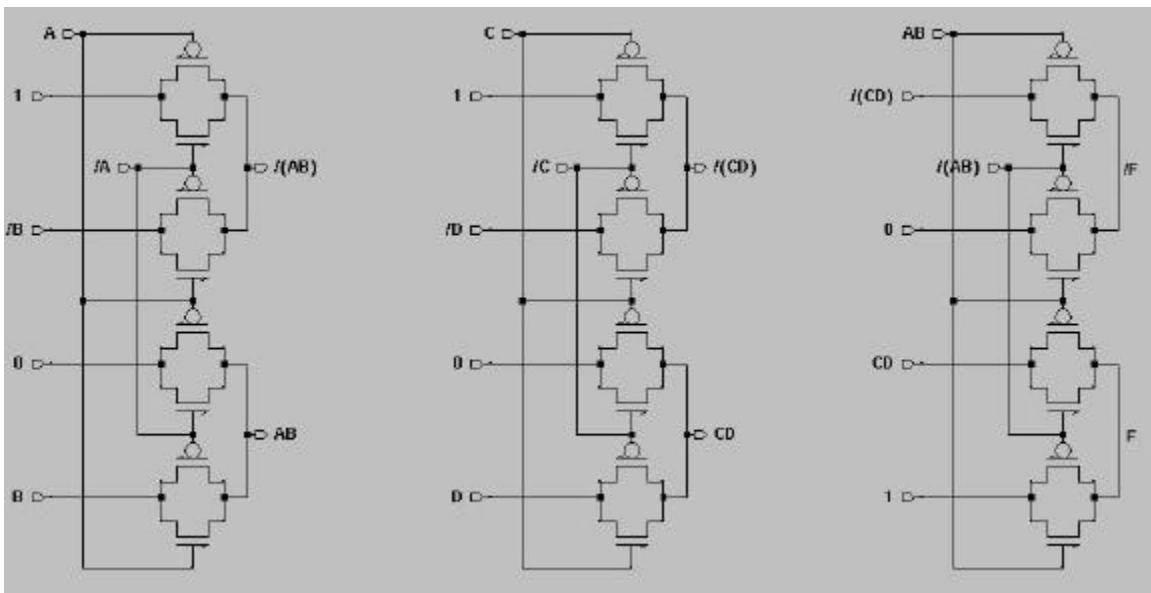 A
1
/A
/(AB)
/B
0
AB
B
C
1
/C
/(CD)
/D
0
CD
D
AB
/(CD)
/(AB)
/F
0
CD
F
1